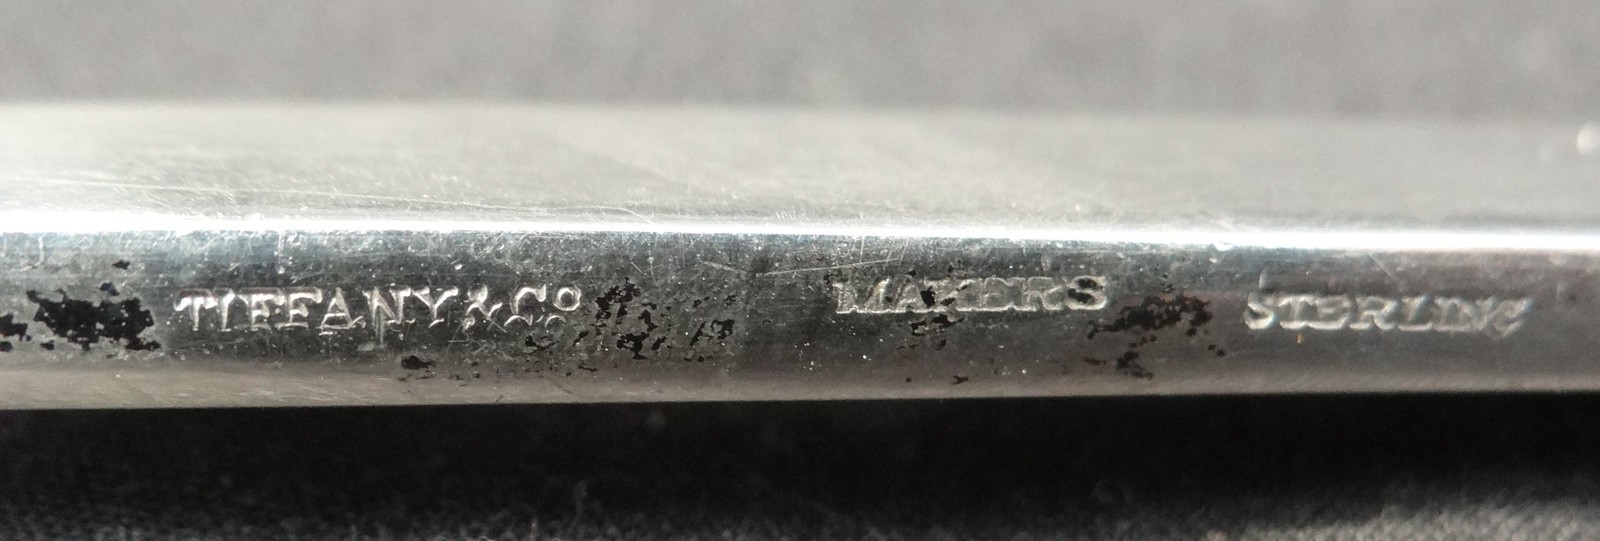 TIFFANY & Co MAKERS STERLING